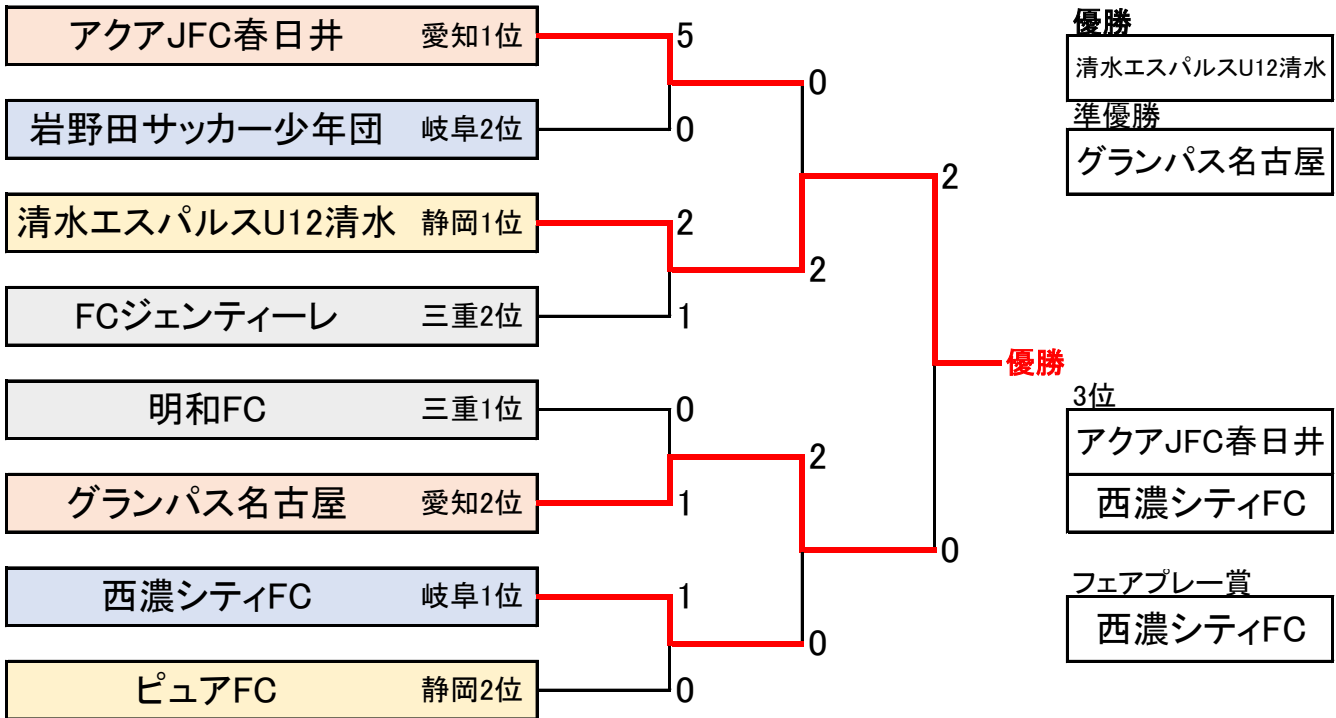 アクアJFC春日井 愛知1位
5
0
岩野田サッカー少年団 岐阜2位
0
清水エスパルスU12清水 静岡1位
2
2
FCジェンティーレ 三重2位
1
2
優勝
明和FC 三重1位
0
2
グランパス名古屋 愛知2位
1
0
西濃シティFC 岐阜1位
1
0
ピュアFC 静岡2位
0
優勝
清水エスパルスU12清水
準優勝
グランパス名古屋
3位
アクアJFC春日井
西濃シティFC
フェアプレー賞
西濃シティFC